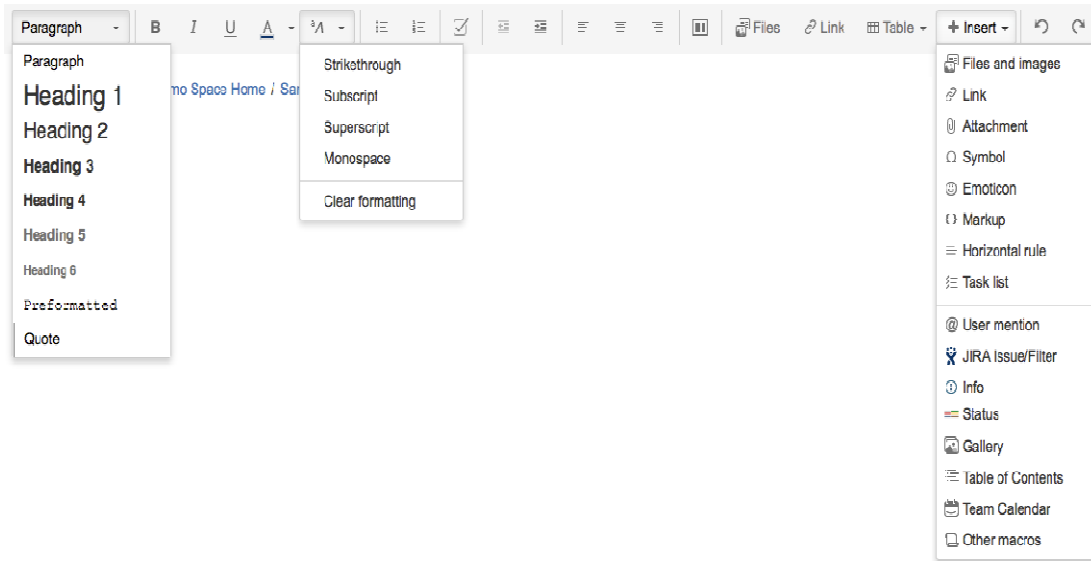 Paragraph B I U A ªA Files Link Table + Insert
Paragraph
Heading 1
Heading 2
Heading 3
Heading 4
Heading 5
Heading 6
Preformatted
Quote
mo Space Home / Sar
Strikethrough
Subscript
Superscript
Monospace
Clear formatting
Files and images
Link
Attachment
Ω Symbol
Emoticon
Markup
Horizontal rule
Task list
@ User mention
JIRA Issue/Filter
Info
Status
Gallery
Table of Contents
Team Calendar
Other macros